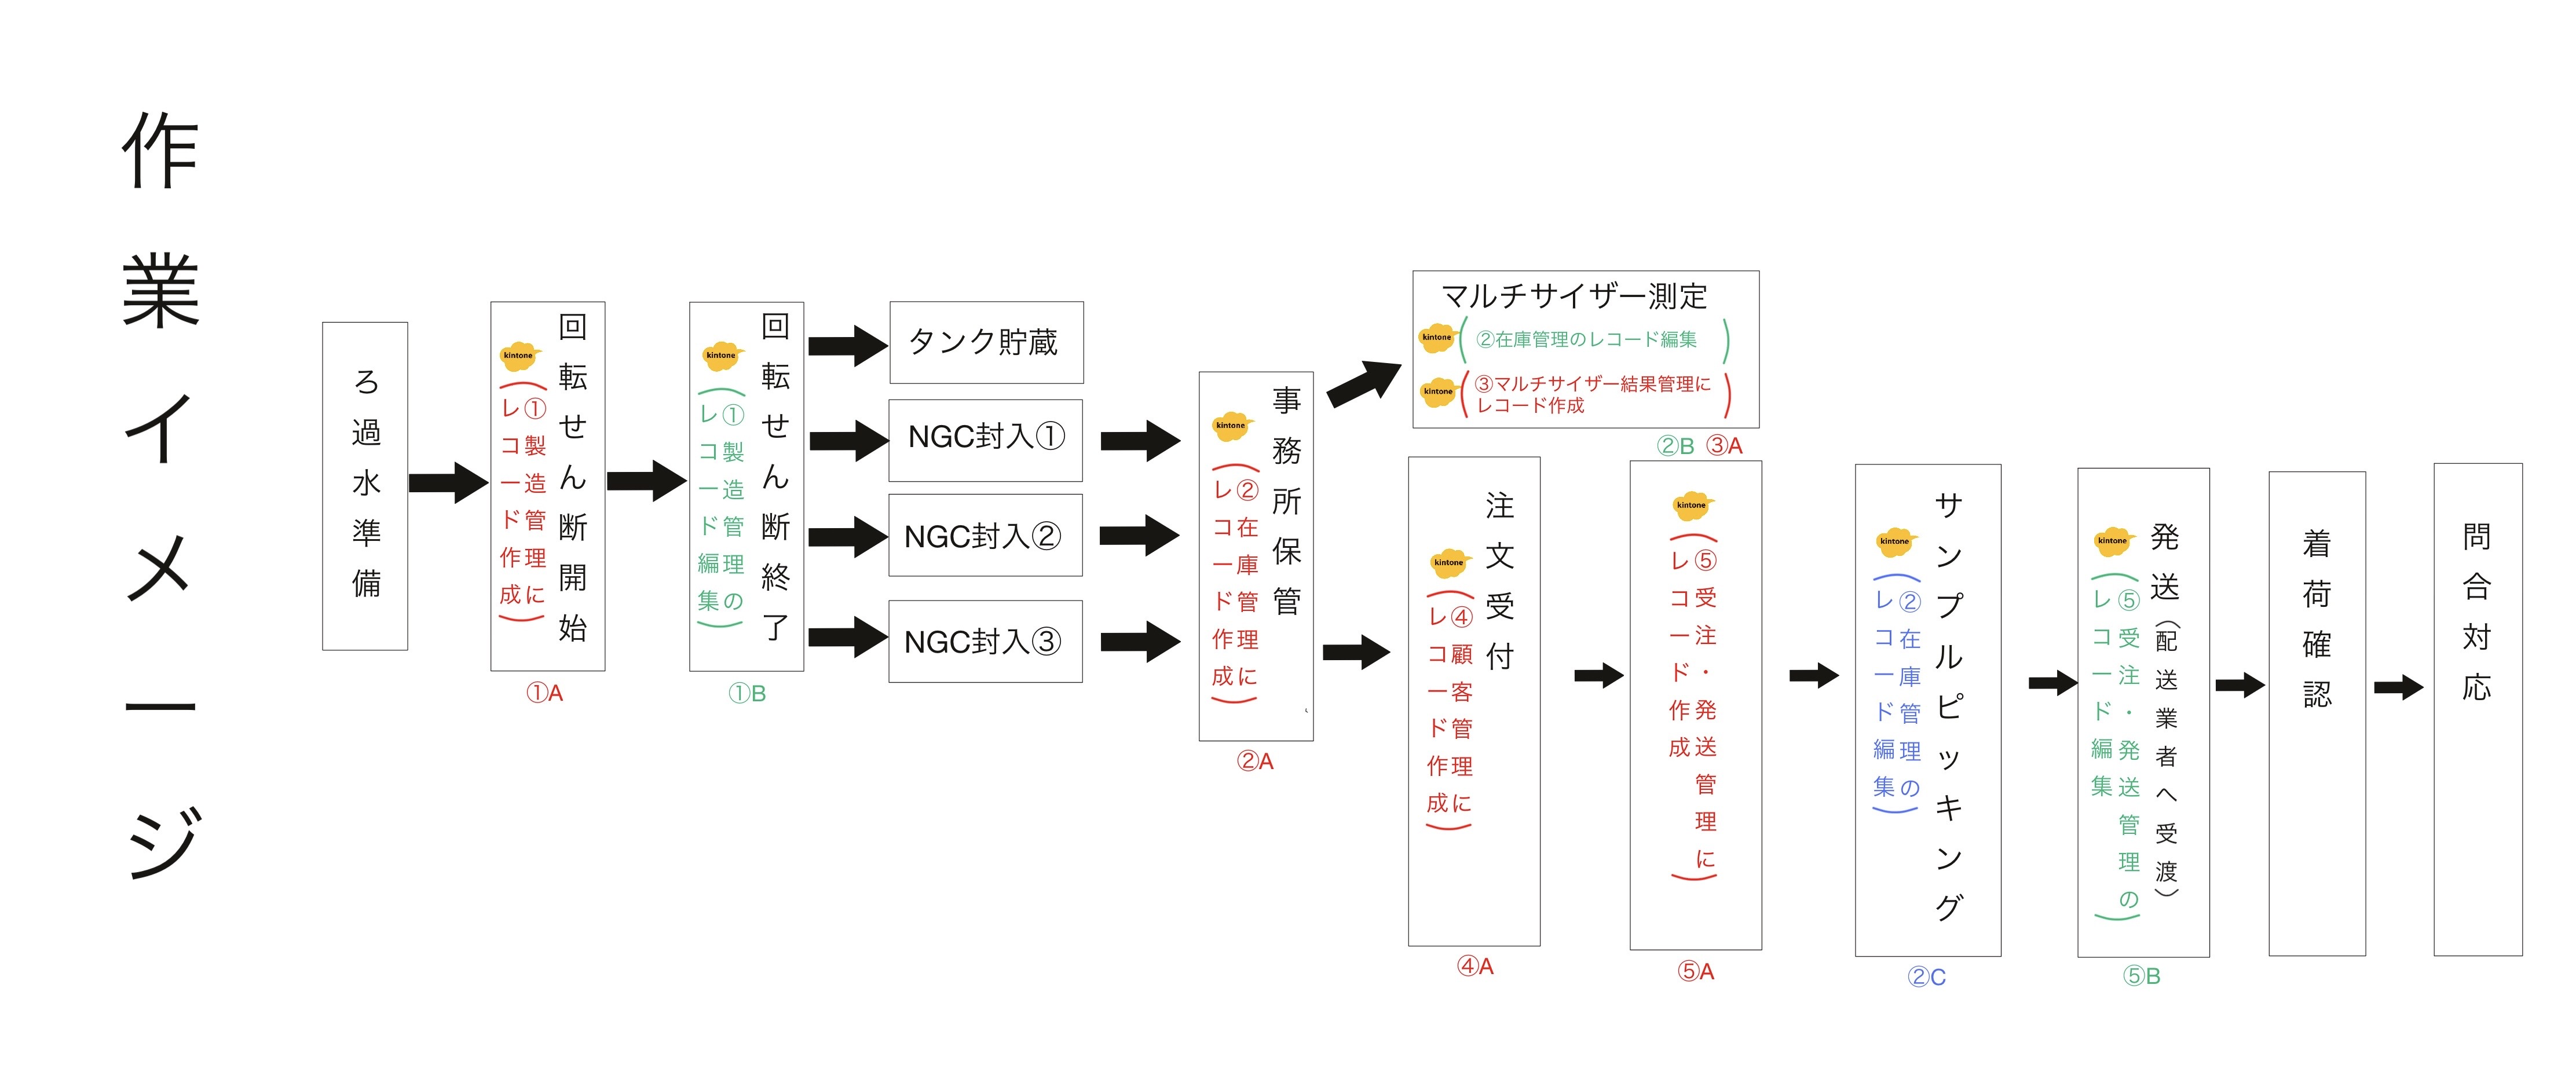 作業イメージ
ろ過水準備
回転せん断開始
kintone
(①製造管理に
レコード作成)
①A
回転せん断終了
kintone
(①製造管理の
レコード編集)
①B
タンク貯蔵
NGC封入①
NGC封入②
NGC封入③
事務所保管
kintone
(②在庫管理に
レコード作成)
②A
マルチサイザー測定
kintone
(②在庫管理のレコード編集)
kintone
(③マルチサイザー結果管理に
レコード作成)
②B ③A
注文受付
kintone
(④顧客管理に
レコード作成)
④A
kintone
(⑤受注・発送管理に
レコード作成)
⑤A
サンプルピッキング
kintone
(②在庫管理の
レコード編集)
②C
発送(配送業者へ受渡)
kintone
(⑤受注・発送管理の
レコード編集)
⑤B
着荷確認
問合対応